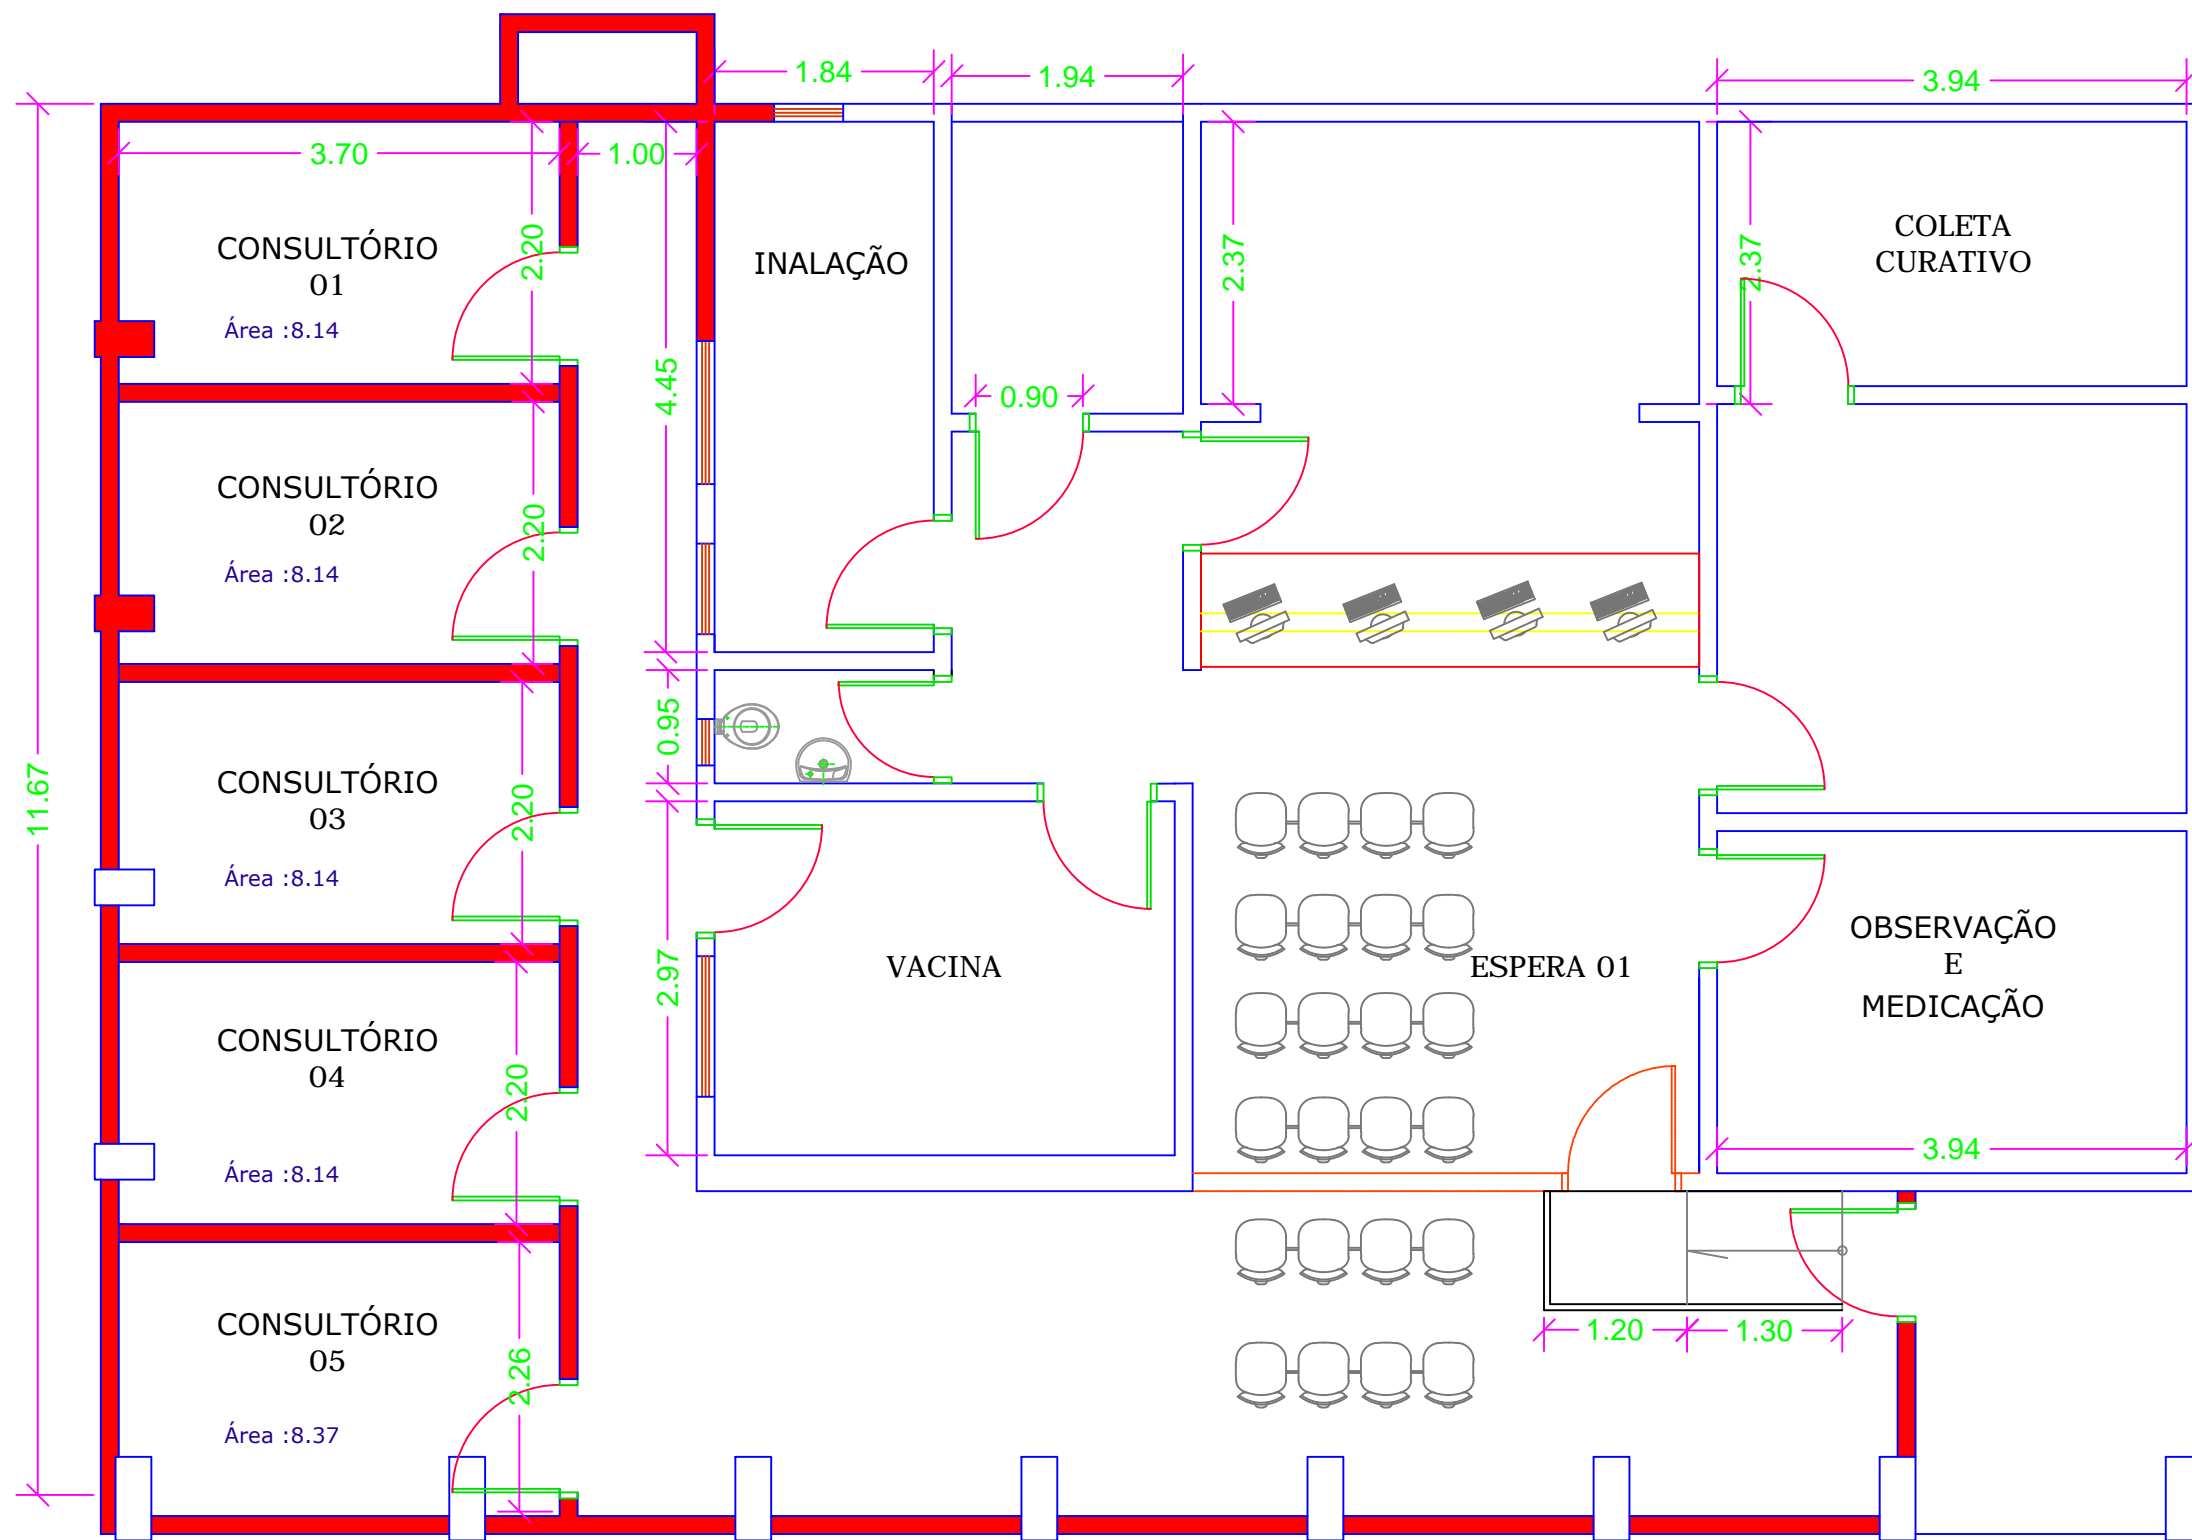 1.84
1.94
3.94
3.70
1.00
CONSULTÓRIO
01
Área :8.14
2.20
INALAÇÃO
2.37
COLETA
CURATIVO
2.37
4.45
0.90
CONSULTÓRIO
02
Área :8.14
2.20
0.95
11.67
CONSULTÓRIO
03
Área :8.14
2.20
2.97
VACINA
ESPERA 01
OBSERVAÇÃO
E
MEDICAÇÃO
3.94
CONSULTÓRIO
04
Área :8.14
2.20
CONSULTÓRIO
05
Área :8.37
2.26
1.20
1.30